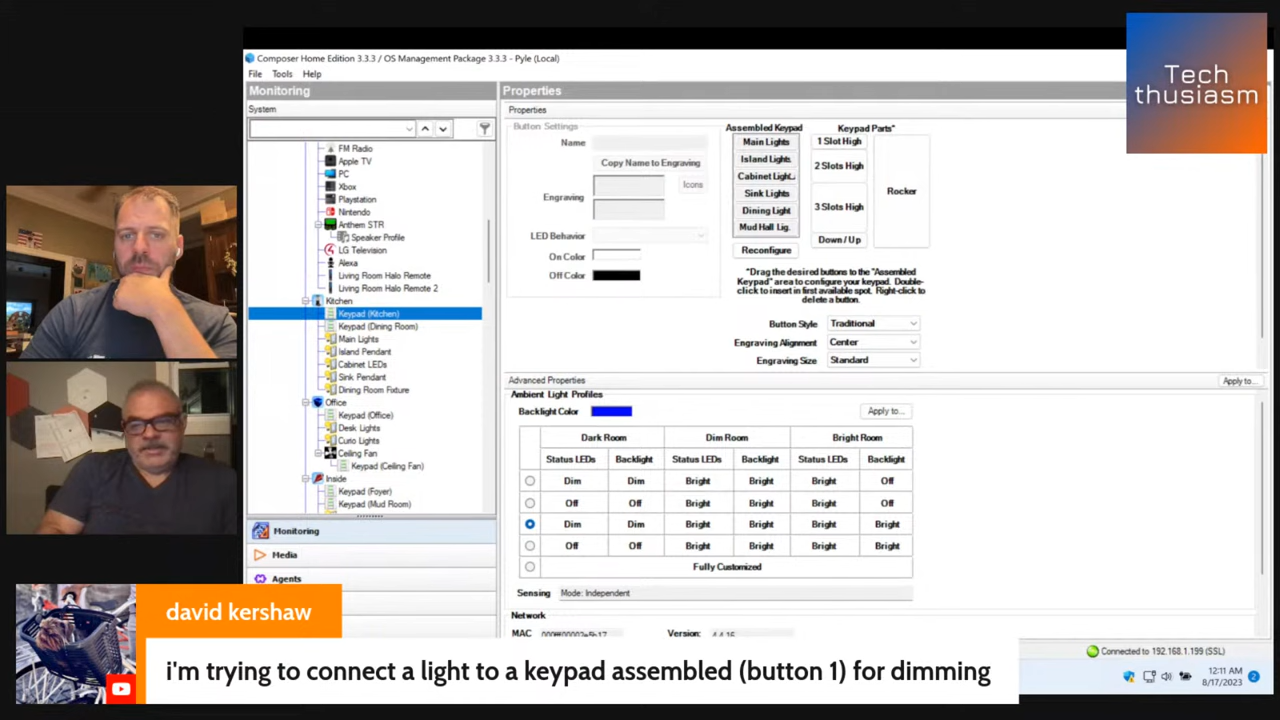 Composer Home Edition 3.3.3 / OS Management Package 3.3.3 - Pyle (Local)
File Tools Help
Monitoring
System
FM Radio
Apple TV
PC
Xbox
Playstation
Nintendo
Anthem STR
Speaker Profile
LG Television
Alexa
Living Room Halo Remote
Living Room Halo Remote 2
Kitchen
Keypad (Kitchen)
Keypad (Dining Room)
Main Lights
Island Pendant
Cabinet LEDs
Sink Pendant
Dining Room Fixture
Office
Keypad (Office)
Desk Lights
Curio Lights
Ceiling Fan
Keypad (Ceiling Fan)
Inside
Keypad (Foyer)
Keypad (Mud Room)
Monitoring
Media
Agents
Properties
Properties
Button Settings
Name
Copy Name to Engraving
Engraving
Icons
LED Behavior
On Color
Off Color
Assembled Keypad
Main Lights
Island Lights
Cabinet Light..
Sink Lights
Dining Light
Mud Hall Lig.
Reconfigure
Keypad Parts*
1 Slot High
2 Slots High
3 Slots High
Down / Up
Rocker
*Drag the desired buttons to the "Assembled
Keypad" area to configure your keypad. Double-
click to insert in first available spot. Right-click to
delete a button.
Button Style Traditional
Engraving Alignment Center
Engraving Size Standard
Advanced Properties
Apply to...
Ambient Light Profiles
Backlight Color
Apply to...
Dark Room Dim Room Bright Room
Status LEDs Backlight Status LEDs Backlight Status LEDs Backlight
Dim Dim Bright Bright Bright Off
Off Off Bright Bright Bright Off
Dim Dim Bright Bright Bright Bright
Off Off Bright Bright Bright Bright
Fully Customized
Sensing Mode: Independent
Network
MAC
Version: 4.4.16
Connected to 192.168.1.199 (SSL)
12:11 AM
8/17/2023
2
Tech
thusiasm
david kershaw
i'm trying to connect a light to a keypad assembled (button 1) for dimming